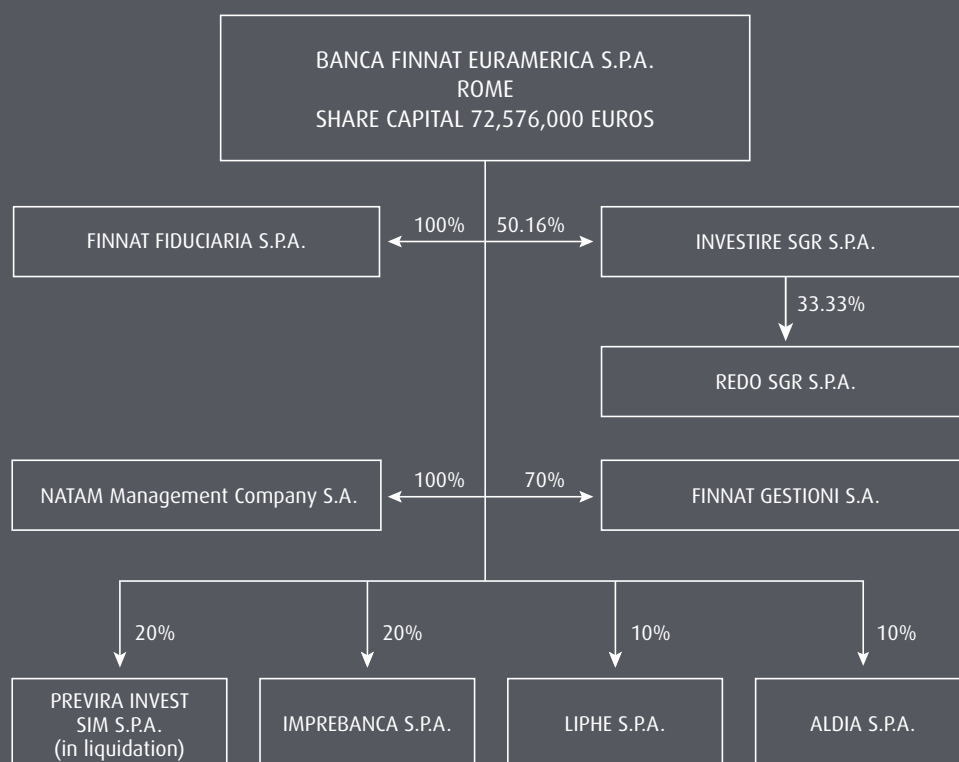 BANCA FINNAT EURAMERICA S.P.A.
ROME
SHARE CAPITAL 72,576,000 EUROS
FINNAT FIDUCIARIA S.P.A.
100%
50.16%
INVESTIRE SGR S.P.A.
33.33%
REDO SGR S.P.A.
NATAM Management Company S.A.
100%
70%
FINNAT GESTIONI S.A.
20%
20%
10%
10%
PREVIRA INVEST
SIM S.P.A.
(in liquidation)
IMPREBANCA S.P.A.
LIPHE S.P.A.
ALDIA S.P.A.